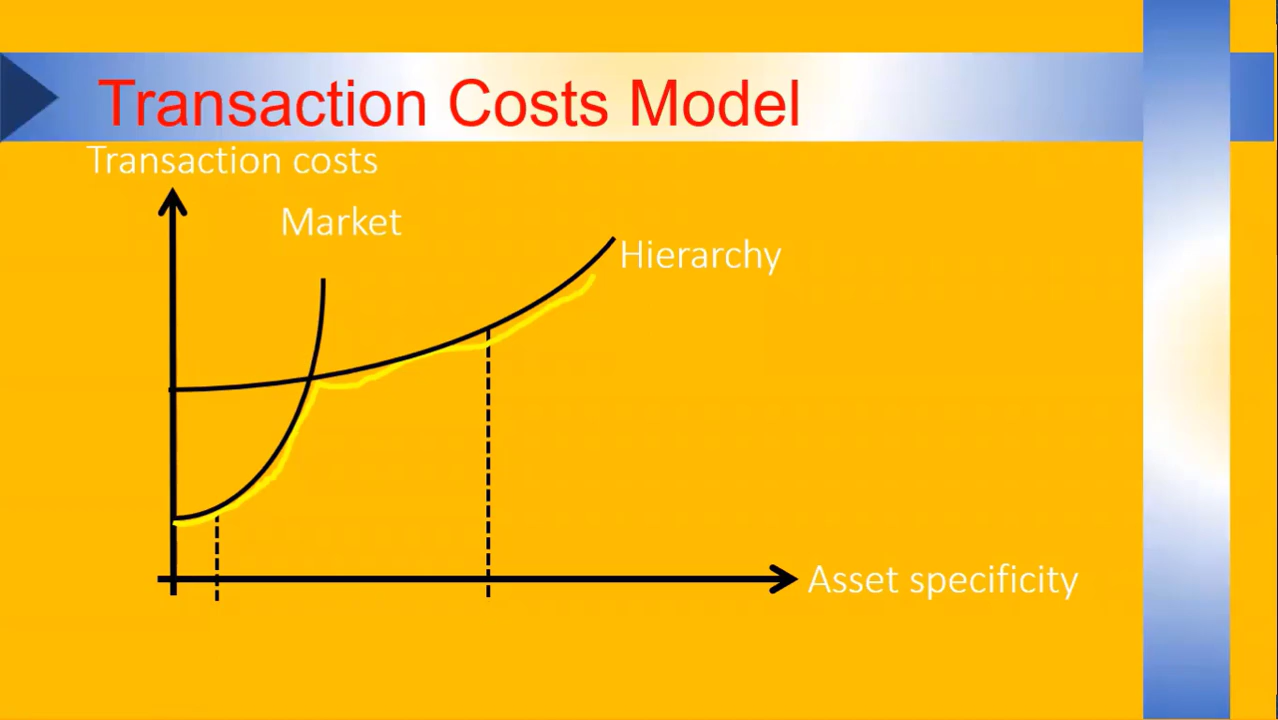 Transaction Costs Model
Transaction costs
Market
Hierarchy
Asset specificity